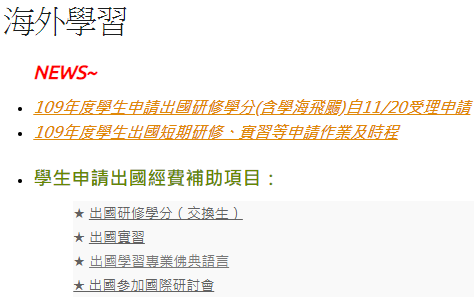 海外學習
NEWS~
109年度學生申請出國研修學分(含學海飛颺)自11/20受理申請
109年度學生出國短期研修、實習等申請作業及時程
學生申請出國經費補助項目：
★ 出國研修學分（交換生）
★ 出國實習
★ 出國學習專業佛典語言
★ 出國參加國際研討會